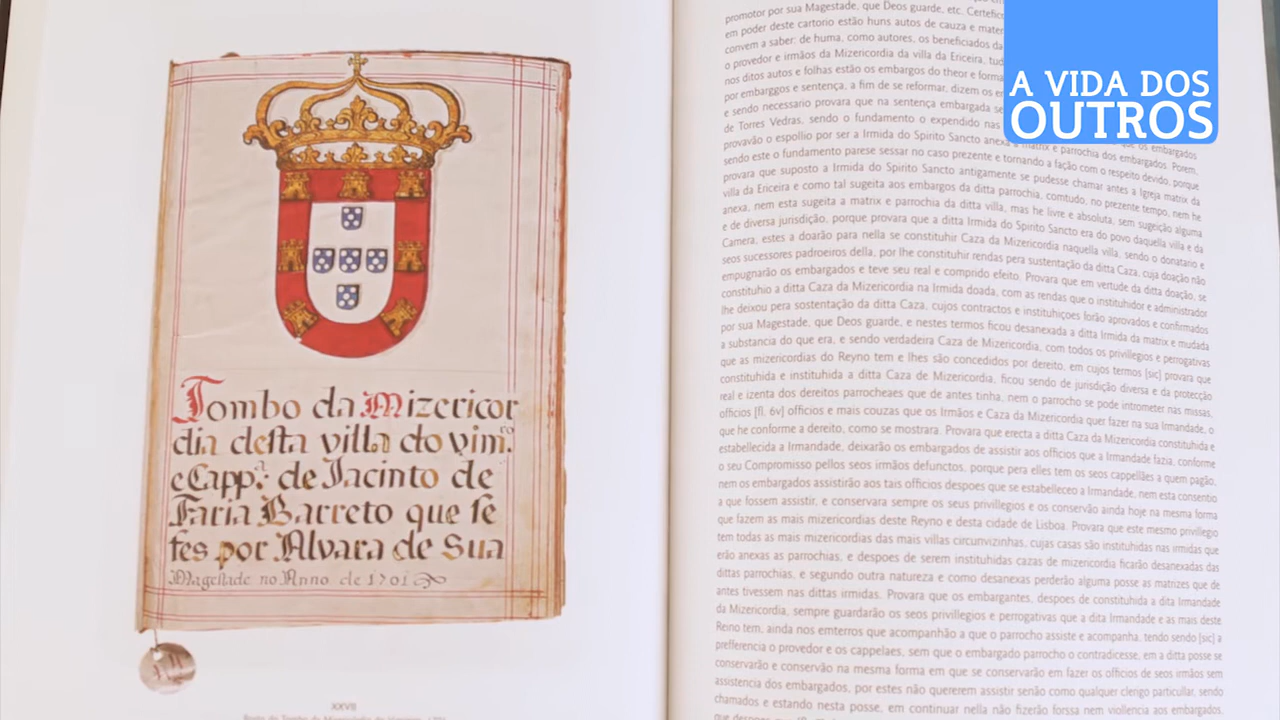 Tombo da Mizericor
dia desta villa do vim.ro
e Capp.a de Jacinto de
Faria Barreto que se
fes por Alvara de Sua
Magestade no Anno de 1701
XXVII
promotor por sua Magestade, que Deos guarde, etc.
em poder deste cartorio estão huns autos de cauza e
convem a saber: de huma, como autores, os beneficiados da
o provedor e irmãos da Mizericordia da villa da Ericeira,
nos ditos autos e folhas estão os embargos do theor e forma
por embarggos e sentença, a fim de se reformar, dizem os
e sendo necessario provara que na sentença embargada se
de Torres Vedras, sendo o fundamento o expendido nas que os embargados
provavão o espollio por ser a Irmida do Spirito Sancto anexa a matrix e parrochia dos embargados. Porem,
sendo este o fundamento parese sessar no caso prezente e tornando a fação com o respeito devido, porque
provara que suposto a Irmida do Spirito Sancto antigamente se pudesse chamar antes a Igreja matrix da
villa da Ericeira e como tal sugeita aos embargos da ditta parochia, comtudo, no prezente tempo, nem he
anexa, nem esta sugeita a matrix e parrochia da ditta villa, mas he livre e absoluta, sem sugeição alguma
e de diversa jurisdição, porque provara que a ditta Irmida do Spirito Sancto era do povo daquella villa e da
Camera, estes a doarão para nella se constituhir Caza da Mizericordia naquella villa, sendo o donatario e
seos sucessores padroeiros della, por lhe constituhir rendas pera sustentação da ditta Caza, cuja doação não
empugnarão os embargados e teve seu real e comprido efeito. Provara que em vertude da ditta doação, se
constituhio a ditta Caza da Mizericordia na Irmida doada, com as rendas que o instituhidor e administrador
lhe deixou pera sostentação da ditta Caza, cujos contractos e instituhiçoes forão aprovados e confirmados
por sua Magestade, que Deos guarde, e nestes termos ficou desanexada a ditta Irmida da matrix e mudada
a substancia do que era, e sendo verdadeira Caza de Mizericordia, com todos os privillegios e perrogativas
que as mizericordias do Reyno tem e lhes são concedidos por dereito, em cujos termos [sic] provara que
constituhida e instituhida a ditta Caza de Mizericordia, ficou sendo de jurisdição diversa e da protecção
real e izenta dos dereitos parrocheaes que de antes tinha, nem o parrocho se pode intrometer nas missas,
officios [fl. 6v] officios e mais couzas que os Irmãos e Caza da Mizericordia quer fazer na sua Irmandade, o
que he conforme a dereito, como se mostrara. Provara que erecta a ditta Caza da Mizericordia constituhida e
estabellecida a Irmandade, deixarão os embargados de assistir aos officios que a Irmandade fazia, conforme
o seu Compromisso pellos seos irmãos defunctos, porque pera elles tem os seos cappelläes a quem pagão,
nem os embargados assistirão aos tais officios despoes que se estabelleceo a Irmandade, nem esta consentio
a que fossem assistir, e conservara sempre os seus privillegios e os conservão ainda hoje na mesma forma
que fazem as mais mizericordias deste Reyno e desta cidade de Lisboa. Provara que este mesmo privillegio
tem todas as mais mizericordias das mais villas circunvizinhas, cujas casas são instituhidas nas irmidas que
erão anexas as parrochias, e despoes de serem instituhidas cazas de mizericordia ficarão desanexadas das
dittas parrochias, e segundo outra natureza e como desanexas perderão alguma posse as matrizes que de
antes tivessem nas dittas irmidas. Provara que os embargantes, despoes de constituhida a dita Irmandade
da Mizericordia, sempre guardarão os seos privillegios e perrogativas que a dita Irmandade e as mais deste
Reino tem, ainda nos emterros que acompanhão a que o parrocho assiste e acompanha, tendo sendo [sic] a
prefferencia o provedor e os cappelaes, sem que o embargado parrocho o contradicesse, em a ditta posse se
conservarão e conservão na mesma forma em que se conservarão em fazer os officios de seos irmãos sem
assistencia dos embargados, por estes não quererem assistir senão como qualquer clerigo particular, sendo
chamados e estando nesta posse, em continuar nella não fizerão forssa nem violencia aos embargados,
A VIDA DOS
OUTROS